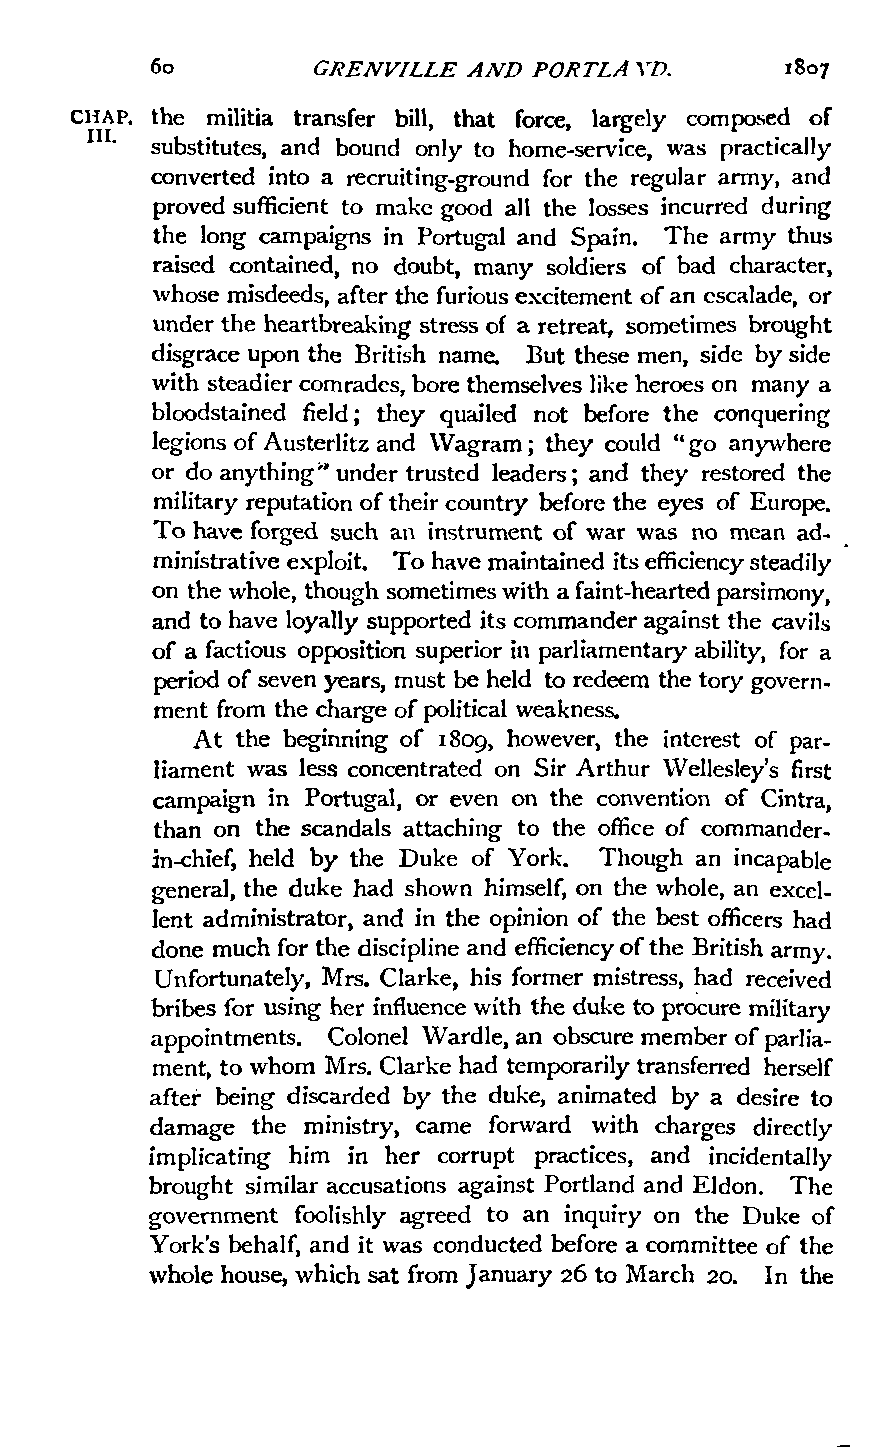 60 GRENVILLE AND PORTLAND. 1807
CHAP. the militia transfer bill, that force, largely composed of
III. substitutes, and bound only to home-service, was practically
converted into a recruiting-ground for the regular army, and
proved sufficient to make good all the losses incurred during
the long campaigns in Portugal and Spain. The army thus
raised contained, no doubt, many soldiers of bad character,
whose misdeeds, after the furious excitement of an escalade, or
under the heartbreaking stress of a retreat, sometimes brought
disgrace upon the British name. But these men, side by side
with steadier comrades, bore themselves like heroes on many a
bloodstained field; they quailed not before the conquering
legions of Austerlitz and Wagram; they could "go anywhere
or do anything" under trusted leaders; and they restored the
military reputation of their country before the eyes of Europe.
To have forged such an instrument of war was no mean ad-
ministrative exploit. To have maintained its efficiency steadily
on the whole, though sometimes with a faint-hearted parsimony,
and to have loyally supported its commander against the cavils
of a factious opposition superior in parliamentary ability, for a
period of seven years, must be held to redeem the tory govern-
ment from the charge of political weakness.
At the beginning of 1809, however, the interest of par-
liament was less concentrated on Sir Arthur Wellesley's first
campaign in Portugal, or even on the convention of Cintra,
than on the scandals attaching to the office of commander-
in-chief, held by the Duke of York. Though an incapable
general, the duke had shown himself, on the whole, an excel-
lent administrator, and in the opinion of the best officers had
done much for the discipline and efficiency of the British army.
Unfortunately, Mrs. Clarke, his former mistress, had received
bribes for using her influence with the duke to procure military
appointments. Colonel Wardle, an obscure member of parlia-
ment, to whom Mrs. Clarke had temporarily transferred herself
after being discarded by the duke, animated by a desire to
damage the ministry, came forward with charges directly
implicating him in her corrupt practices, and incidentally
brought similar accusations against Portland and Eldon. The
government foolishly agreed to an inquiry on the Duke of
York's behalf, and it was conducted before a committee of the
whole house, which sat from January 26 to March 20. In the